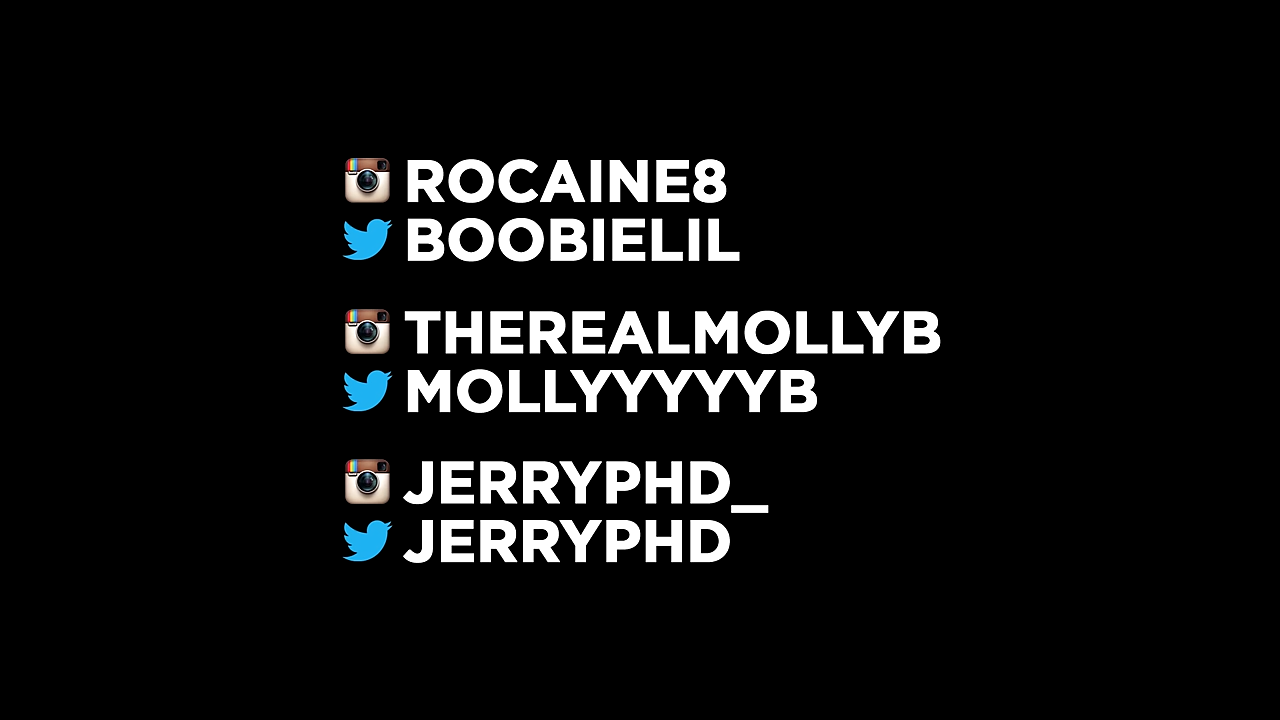 ROCAINE8
BOOBIELIL
THEREALMOLLYB
MOLLYYYYYB
JERRYPHD_
JERRYPHD